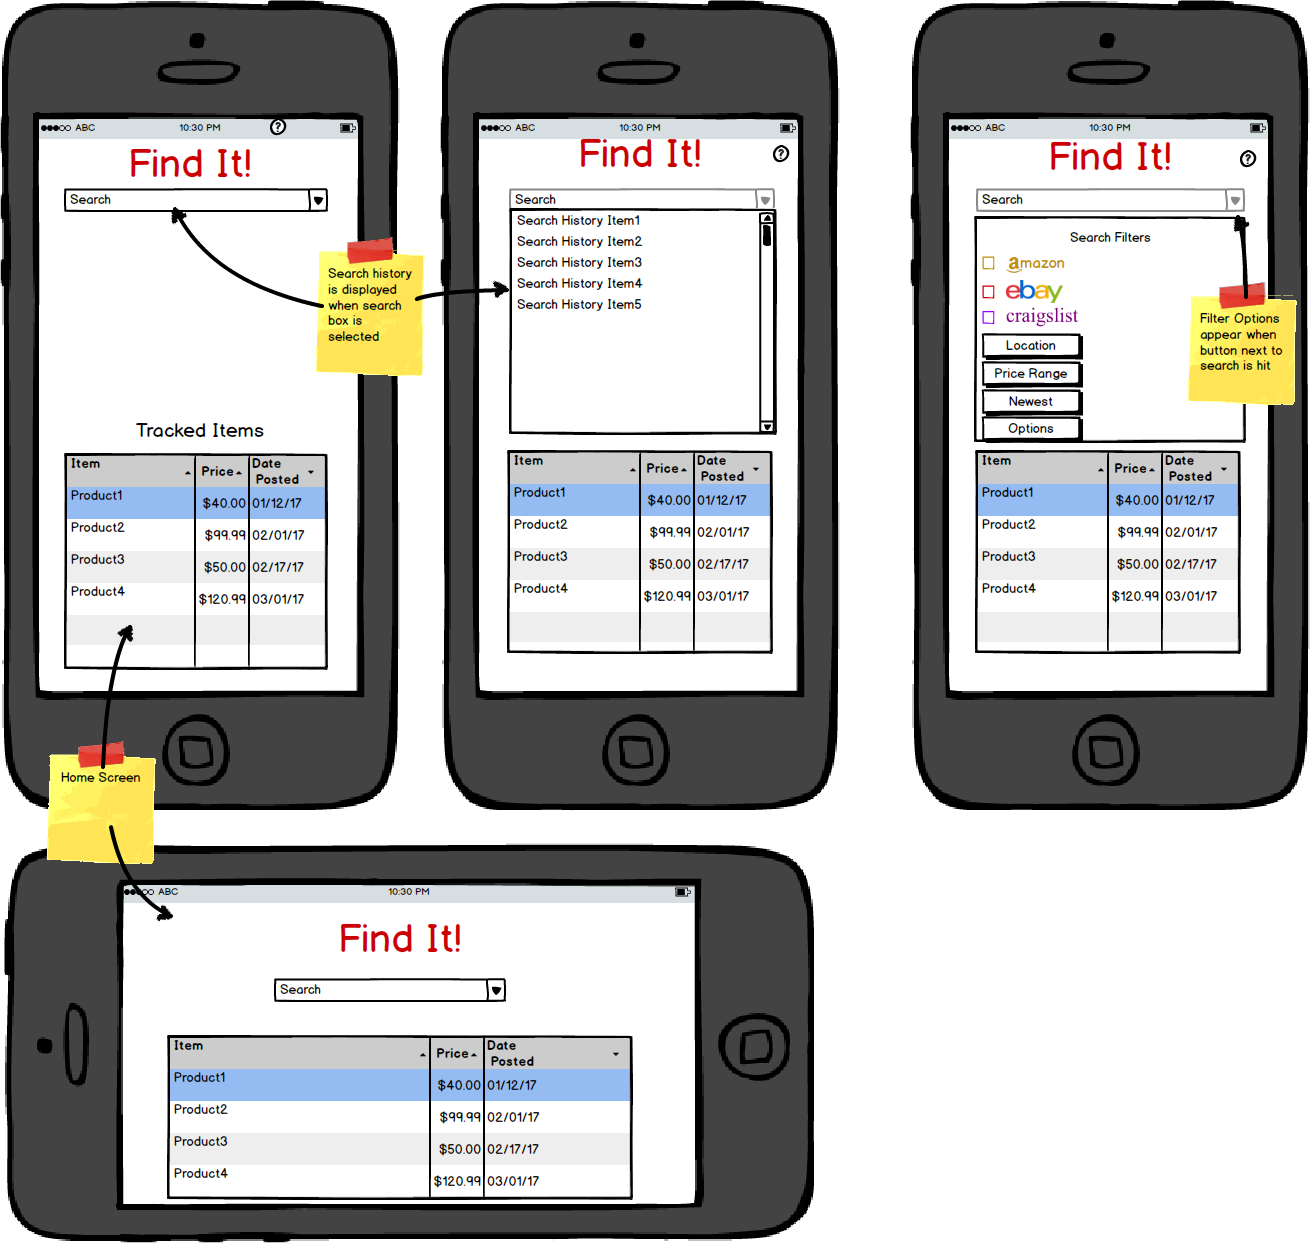 ABC 10:30 PM ?
Find It!
Search
Tracked Items
Item Price Date Posted
Product1 $40.00 01/12/17
Product2 $99.99 02/01/17
Product3 $50.00 02/17/17
Product4 $120.99 03/01/17
Search history
is displayed
when search
box is
selected
ABC 10:30 PM
Find It! ?
Search
Search History Item1
Search History Item2
Search History Item3
Search History Item4
Search History Item5
Item Price Date Posted
Product1 $40.00 01/12/17
Product2 $99.99 02/01/17
Product3 $50.00 02/17/17
Product4 $120.99 03/01/17
ABC 10:30 PM
Find It! ?
Search
Search Filters
amazon
ebay
craigslist
Location
Price Range
Newest
Options
Filter Options
appear when
button next to
search is hit
Item Price Date Posted
Product1 $40.00 01/12/17
Product2 $99.99 02/01/17
Product3 $50.00 02/17/17
Product4 $120.99 03/01/17
Home Screen
ABC 10:30 PM
Find It!
Search
Item Price Date Posted
Product1 $40.00 01/12/17
Product2 $99.99 02/01/17
Product3 $50.00 02/17/17
Product4 $120.99 03/01/17